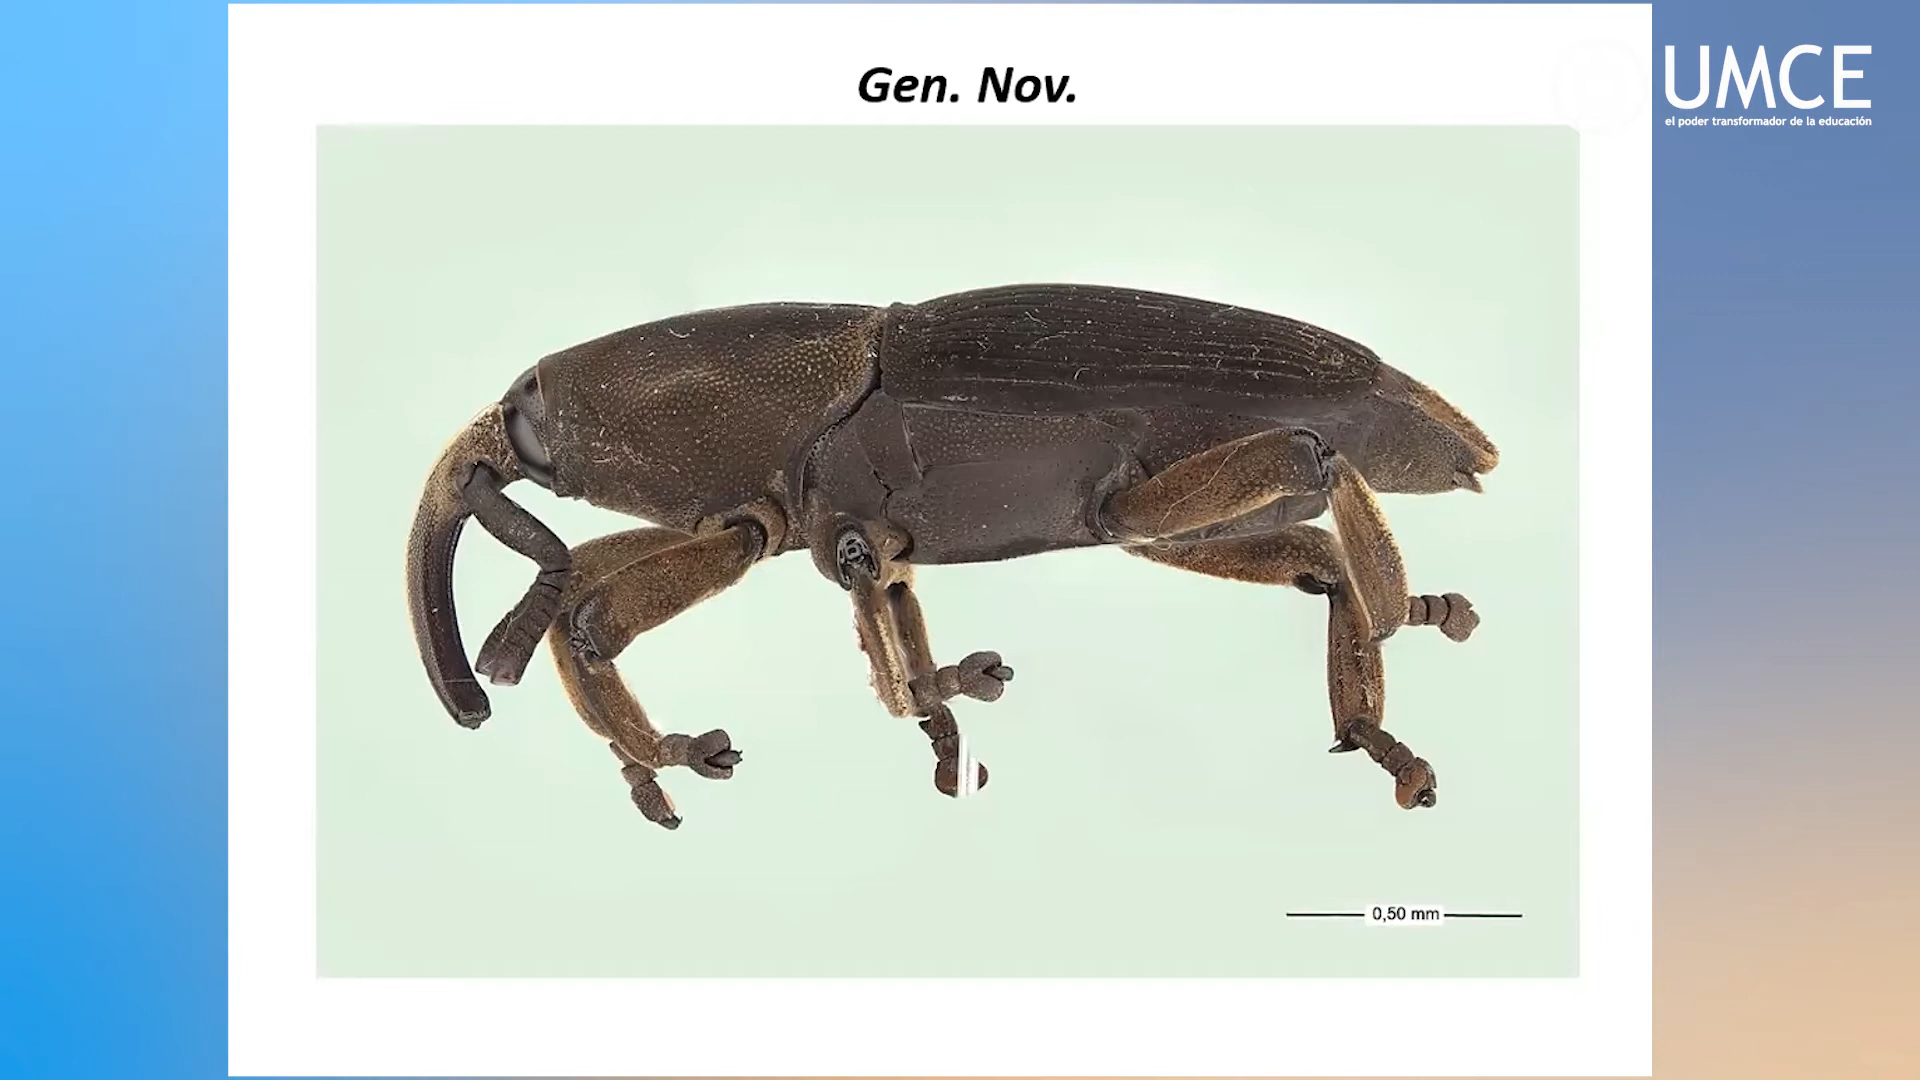 Gen. Nov.
UMCE
el poder transformador de la educación
0,50 mm